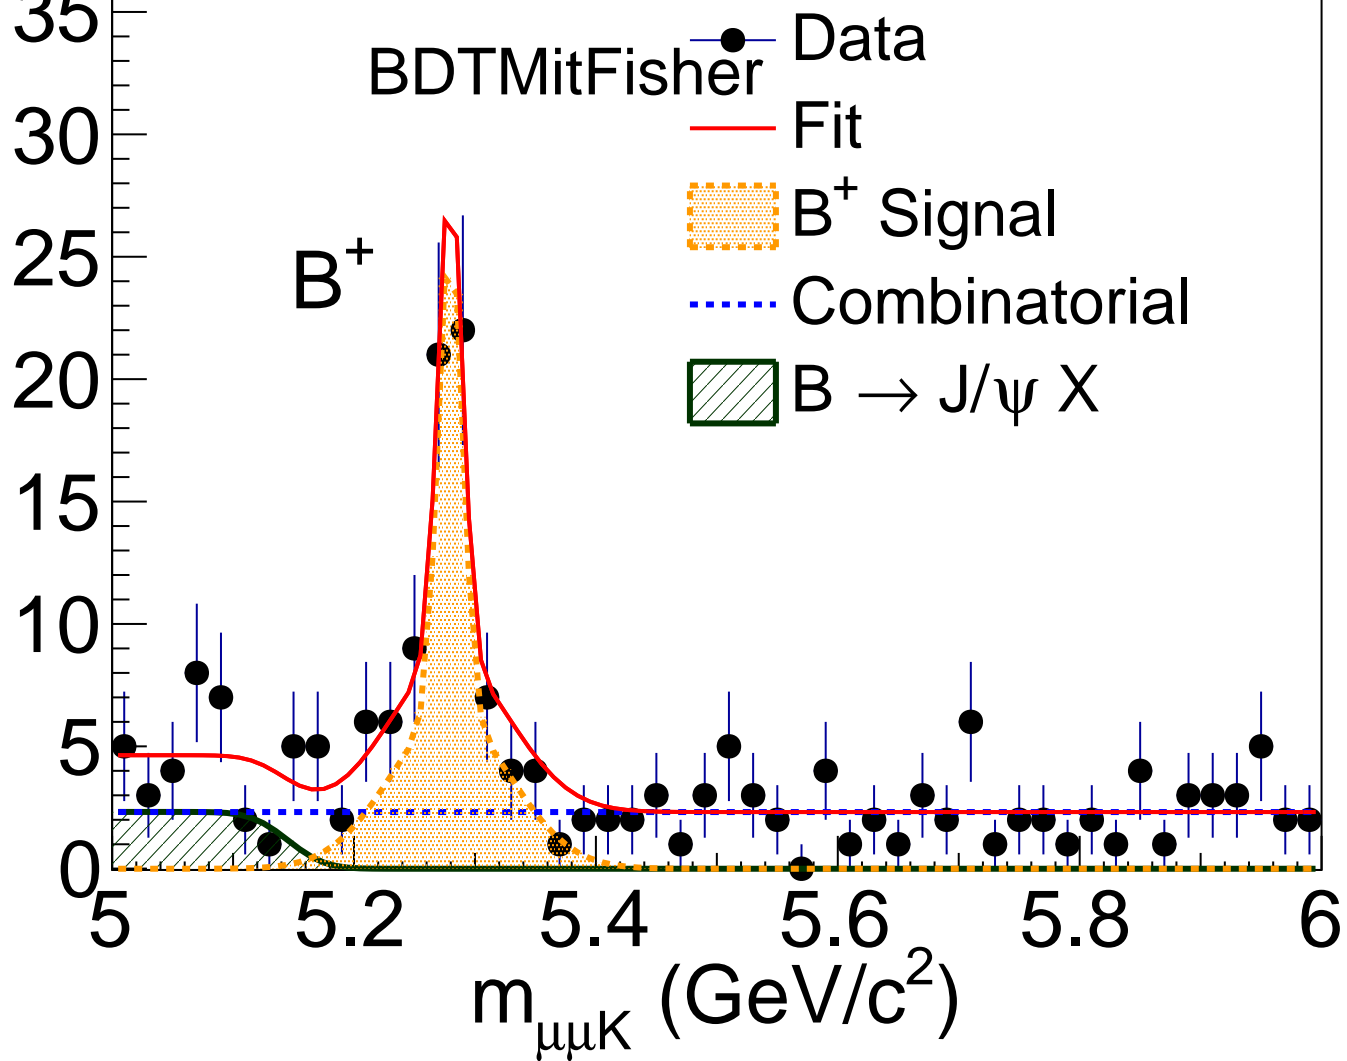 35
Data
BDTMitFisher
Fit
30
B⁺ Signal
25
B⁺
Combinatorial
20
B → J/ψ X
15
10
5
0
5 5.2 5.4 5.6 5.8 6
m_μμK (GeV/c²)